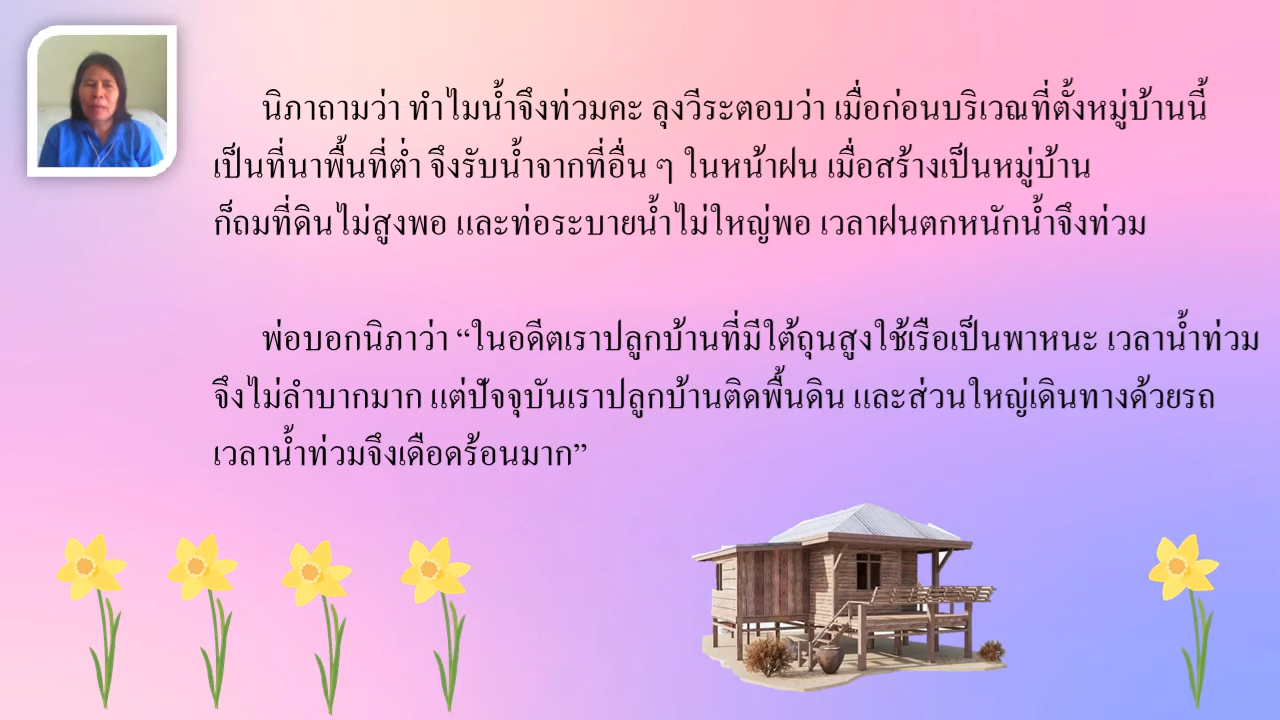 นิภาถามว่า ทำไมน้ำจึงท่วมคะ ลุงวีระตอบว่า เมื่อก่อนบริเวณที่ตั้งหมู่บ้านนี้
เป็นที่นาพื้นที่ต่ำ จึงรับน้ำจากที่อื่น ๆ ในหน้าฝน เมื่อสร้างเป็นหมู่บ้าน
ก็ถมที่ดินไม่สูงพอ และท่อระบายน้ำไม่ใหญ่พอ เวลาฝนตกหนักน้ำจึงท่วม
พ่อบอกนิภาว่า “ในอดีตเราปลูกบ้านที่มีใต้ถุนสูงใช้เรือเป็นพาหนะ เวลาน้ำท่วม
จึงไม่ลำบากมาก แต่ปัจจุบันเราปลูกบ้านติดพื้นดิน และส่วนใหญ่เดินทางด้วยรถ
เวลาน้ำท่วมจึงเดือดร้อนมาก”